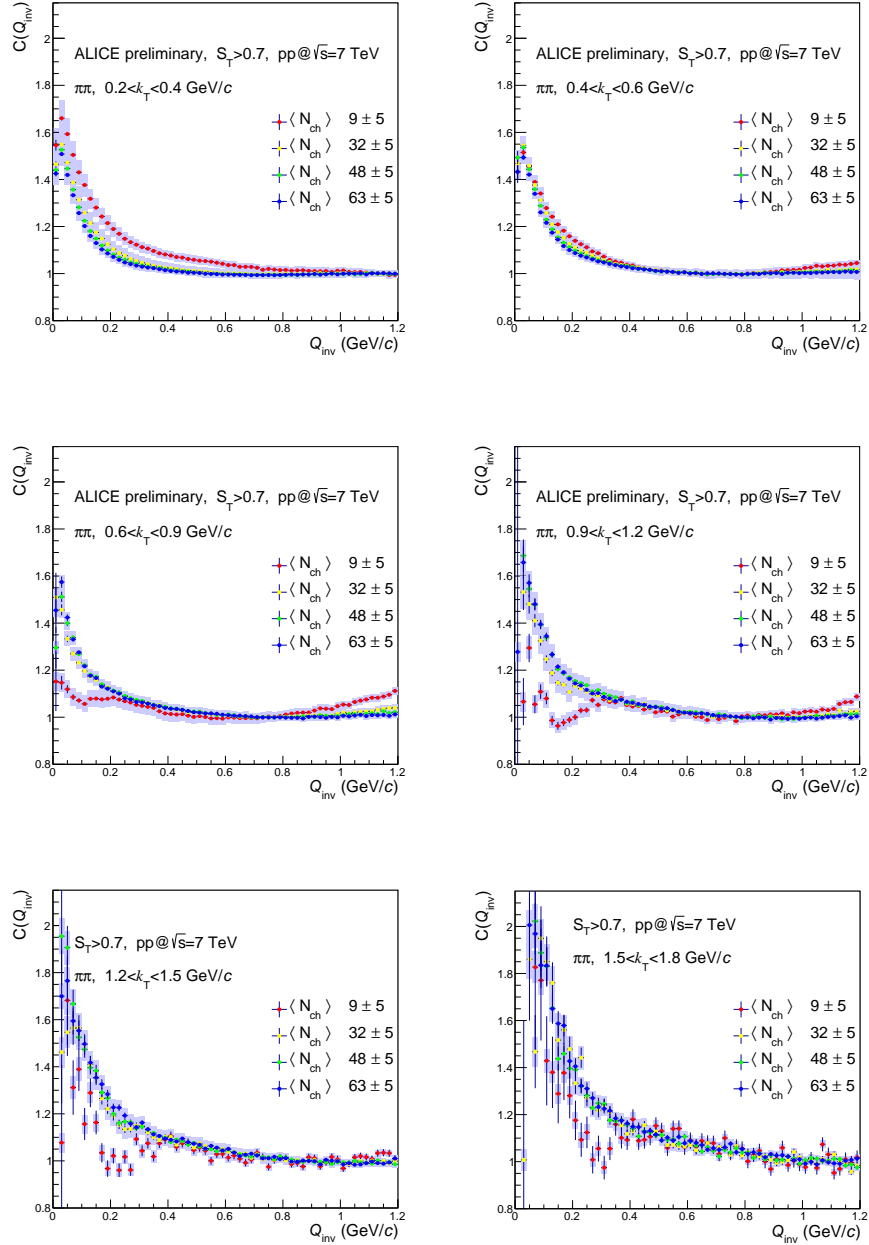 C(Q_inv)
2
1.8
1.6
1.4
1.2
1
0.8
0 0.2 0.4 0.6 0.8 1 1.2
Q_inv (GeV/c)
ALICE preliminary, S_T>0.7, pp@√s=7 TeV
ππ, 0.2<k_T<0.4 GeV/c
⟨N_ch⟩ 9 ± 5
⟨N_ch⟩ 32 ± 5
⟨N_ch⟩ 48 ± 5
⟨N_ch⟩ 63 ± 5
C(Q_inv)
2
1.8
1.6
1.4
1.2
1
0.8
0 0.2 0.4 0.6 0.8 1 1.2
Q_inv (GeV/c)
ALICE preliminary, S_T>0.7, pp@√s=7 TeV
ππ, 0.4<k_T<0.6 GeV/c
⟨N_ch⟩ 9 ± 5
⟨N_ch⟩ 32 ± 5
⟨N_ch⟩ 48 ± 5
⟨N_ch⟩ 63 ± 5
C(Q_inv)
2
1.8
1.6
1.4
1.2
1
0.8
0 0.2 0.4 0.6 0.8 1 1.2
Q_inv (GeV/c)
ALICE preliminary, S_T>0.7, pp@√s=7 TeV
ππ, 0.6<k_T<0.9 GeV/c
⟨N_ch⟩ 9 ± 5
⟨N_ch⟩ 32 ± 5
⟨N_ch⟩ 48 ± 5
⟨N_ch⟩ 63 ± 5
C(Q_inv)
2
1.8
1.6
1.4
1.2
1
0.8
0 0.2 0.4 0.6 0.8 1 1.2
Q_inv (GeV/c)
ALICE preliminary, S_T>0.7, pp@√s=7 TeV
ππ, 0.9<k_T<1.2 GeV/c
⟨N_ch⟩ 9 ± 5
⟨N_ch⟩ 32 ± 5
⟨N_ch⟩ 48 ± 5
⟨N_ch⟩ 63 ± 5
C(Q_inv)
2
1.8
1.6
1.4
1.2
1
0.8
0 0.2 0.4 0.6 0.8 1 1.2
Q_inv (GeV/c)
S_T>0.7, pp@√s=7 TeV
ππ, 1.2<k_T<1.5 GeV/c
⟨N_ch⟩ 9 ± 5
⟨N_ch⟩ 32 ± 5
⟨N_ch⟩ 48 ± 5
⟨N_ch⟩ 63 ± 5
C(Q_inv)
2
1.8
1.6
1.4
1.2
1
0.8
0 0.2 0.4 0.6 0.8 1 1.2
Q_inv (GeV/c)
S_T>0.7, pp@√s=7 TeV
ππ, 1.5<k_T<1.8 GeV/c
⟨N_ch⟩ 9 ± 5
⟨N_ch⟩ 32 ± 5
⟨N_ch⟩ 48 ± 5
⟨N_ch⟩ 63 ± 5